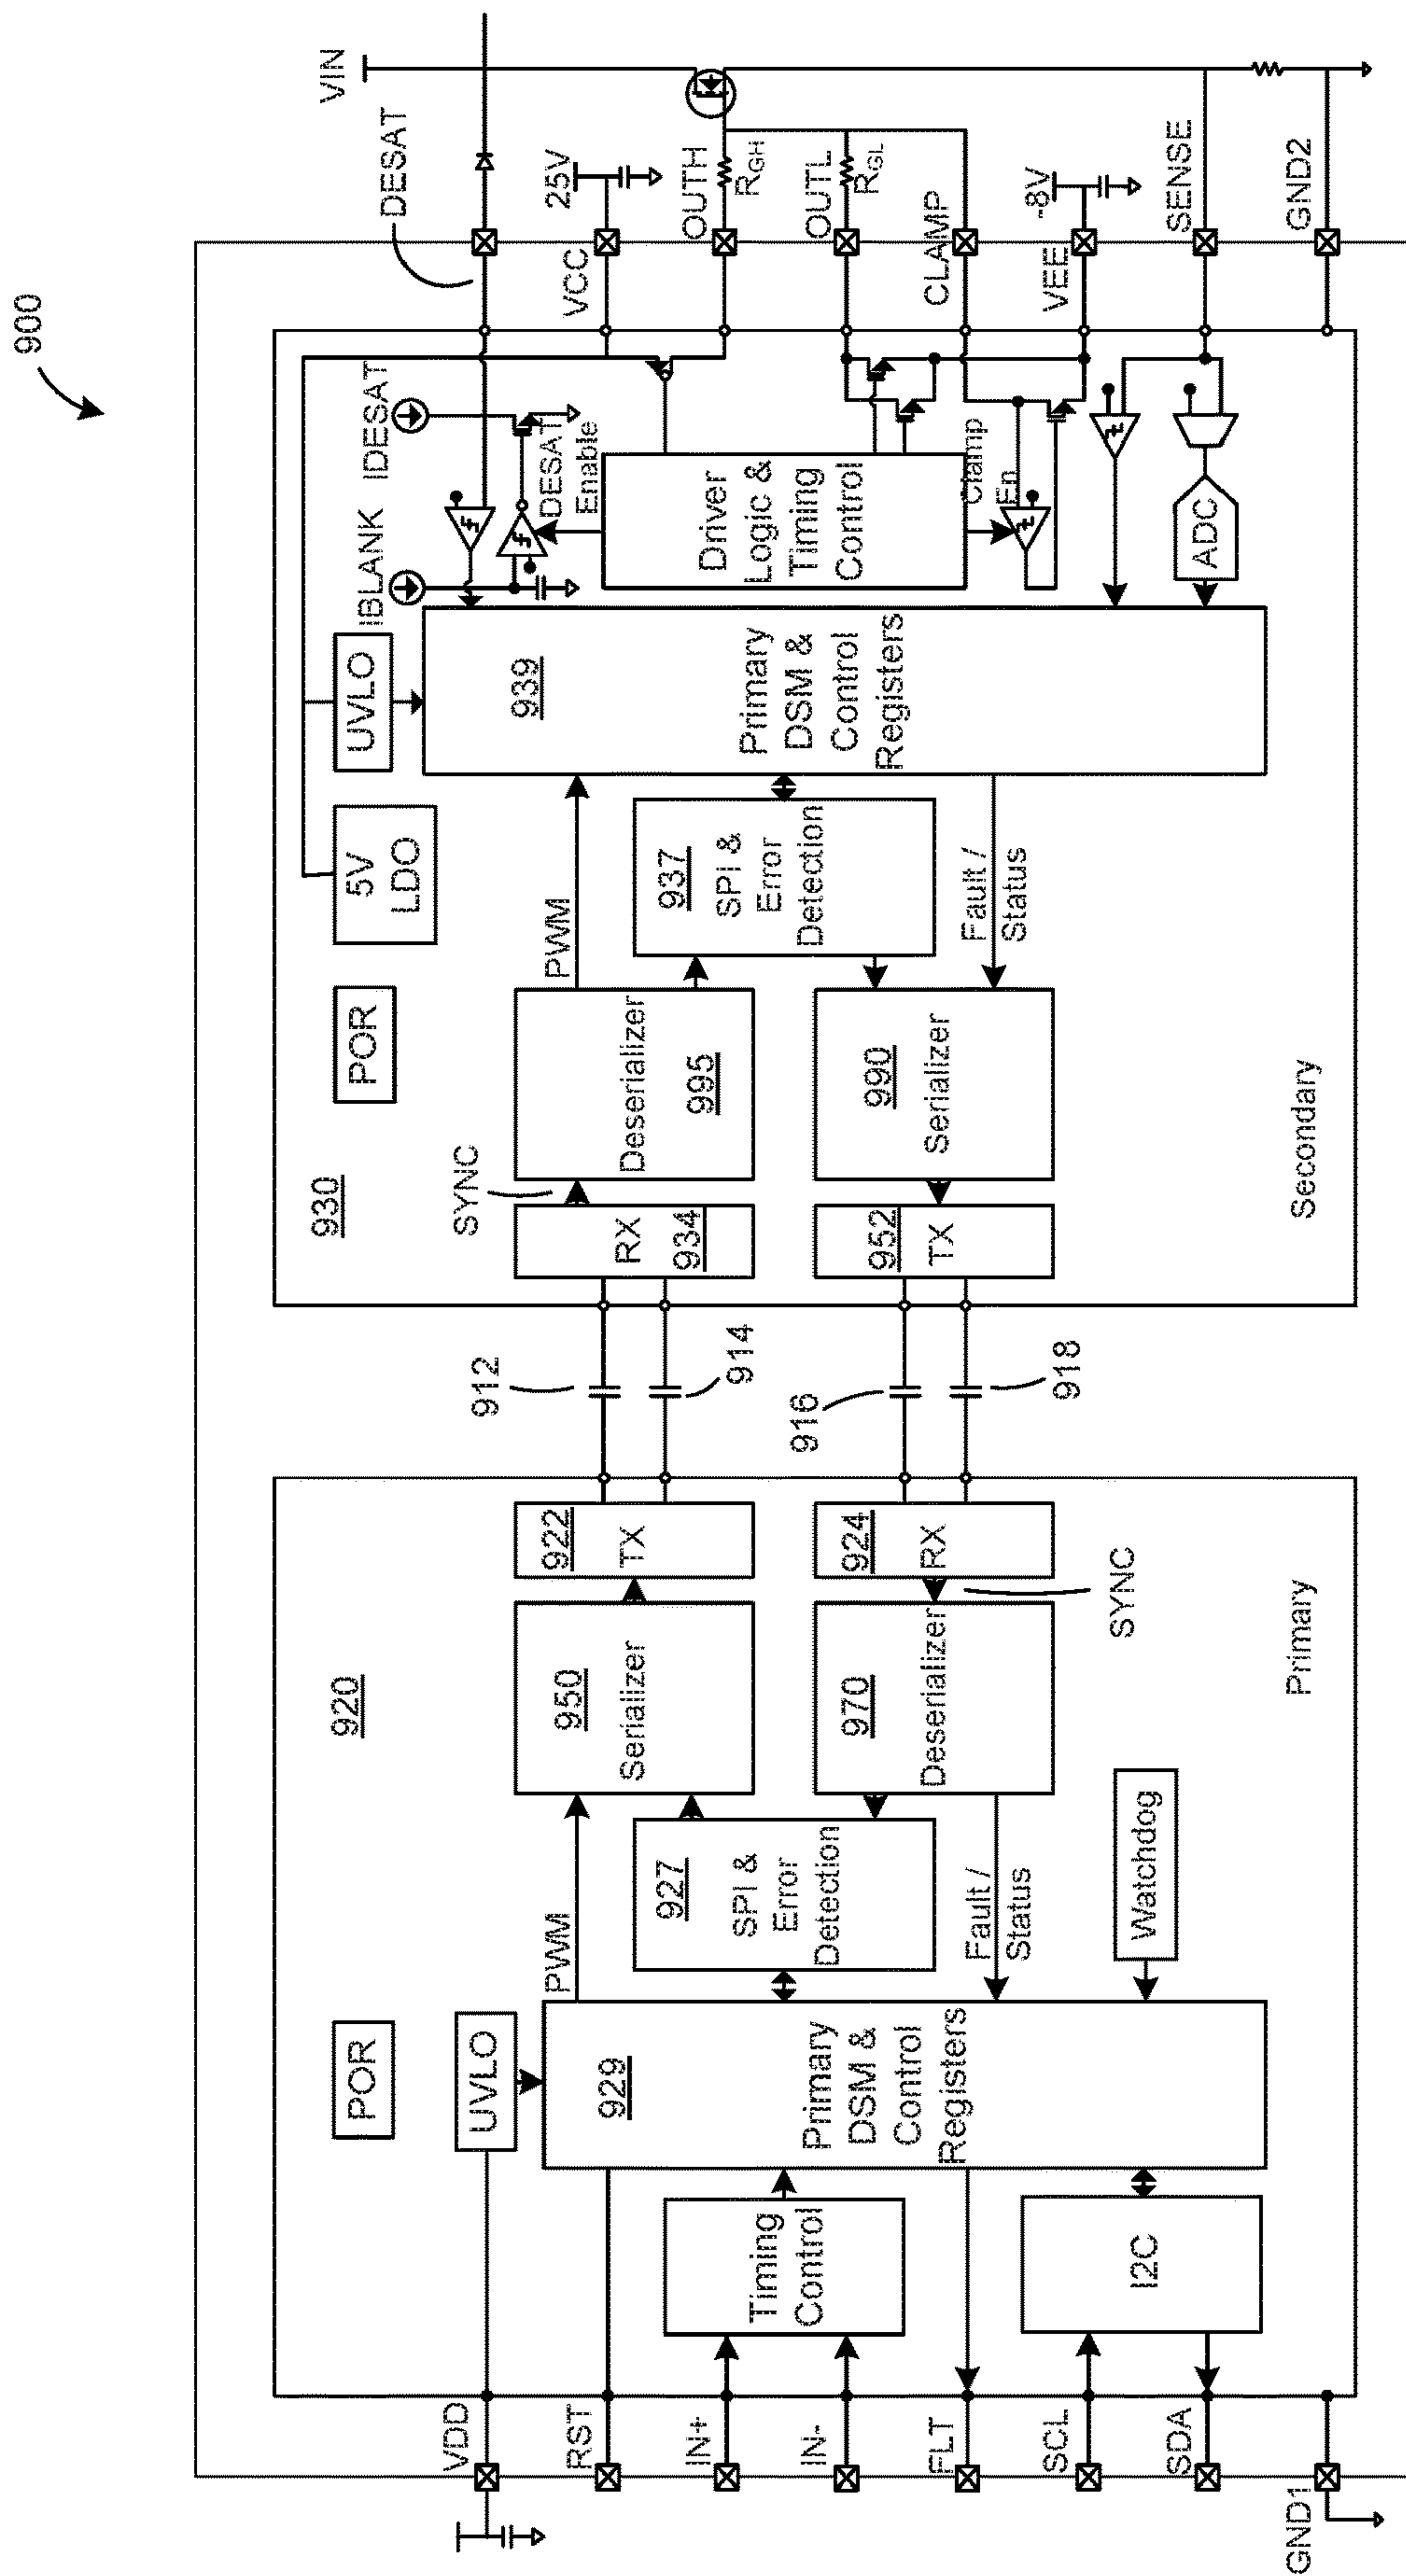 900
VDD
RST
IN+
IN-
FLT
SCL
SDA
GND1
920
POR
UVLO
Timing
Control
I2C
929
Primary
DSM &
Control
Registers
PWM
927
SPI &
Error
Detection
Fault /
Status
Watchdog
950
Serializer
970
Deserializer
922
TX
924
RX
SYNC
Primary
912
914
916
918
930
SYNC
RX
934
952
TX
Deserializer
995
990
Serializer
POR
5V
LDO
UVLO
PWM
937
SPI &
Error
Detection
Fault /
Status
939
Primary
DSM &
Control
Registers
IBLANK
IDESAT
DESAT
Enable
Driver
Logic &
Timing
Control
Clamp
En
ADC
Secondary
DESAT
VCC
25V
OUTH
RGH
OUTL
RGL
CLAMP
VEE
-8V
SENSE
GND2
VIN